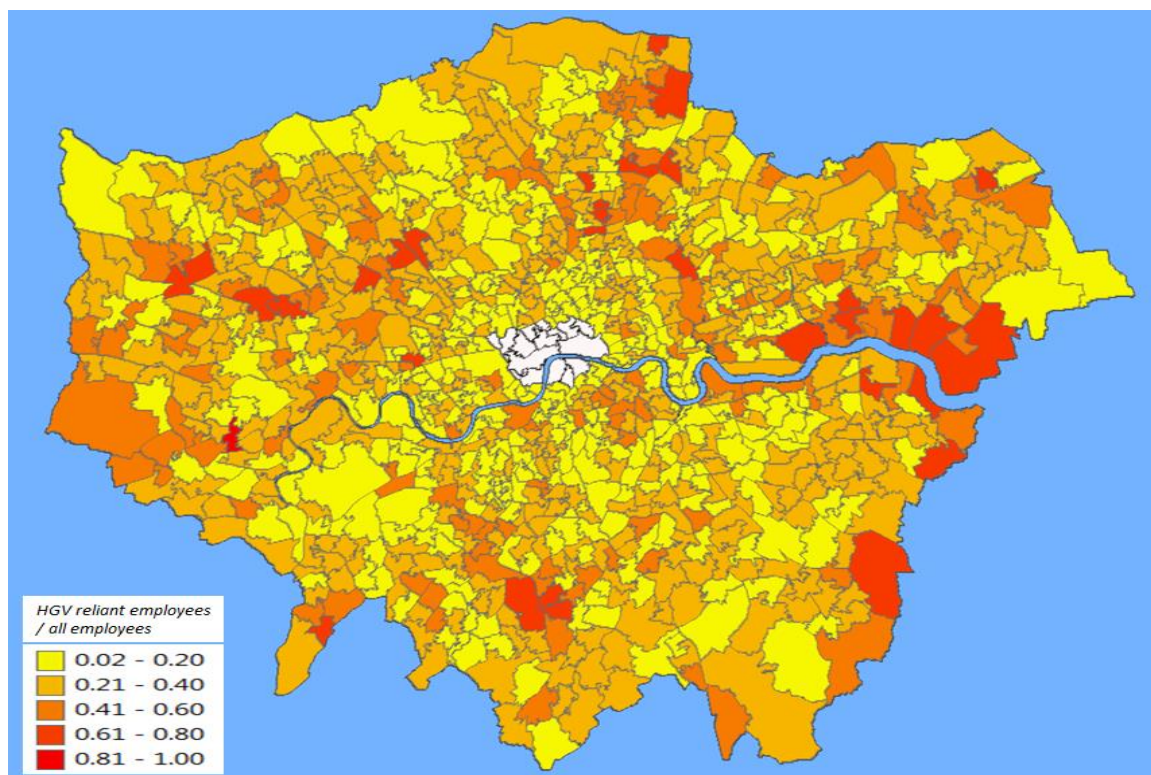 HGV reliant employees
/ all employees
0.02 - 0.20
0.21 - 0.40
0.41 - 0.60
0.61 - 0.80
0.81 - 1.00